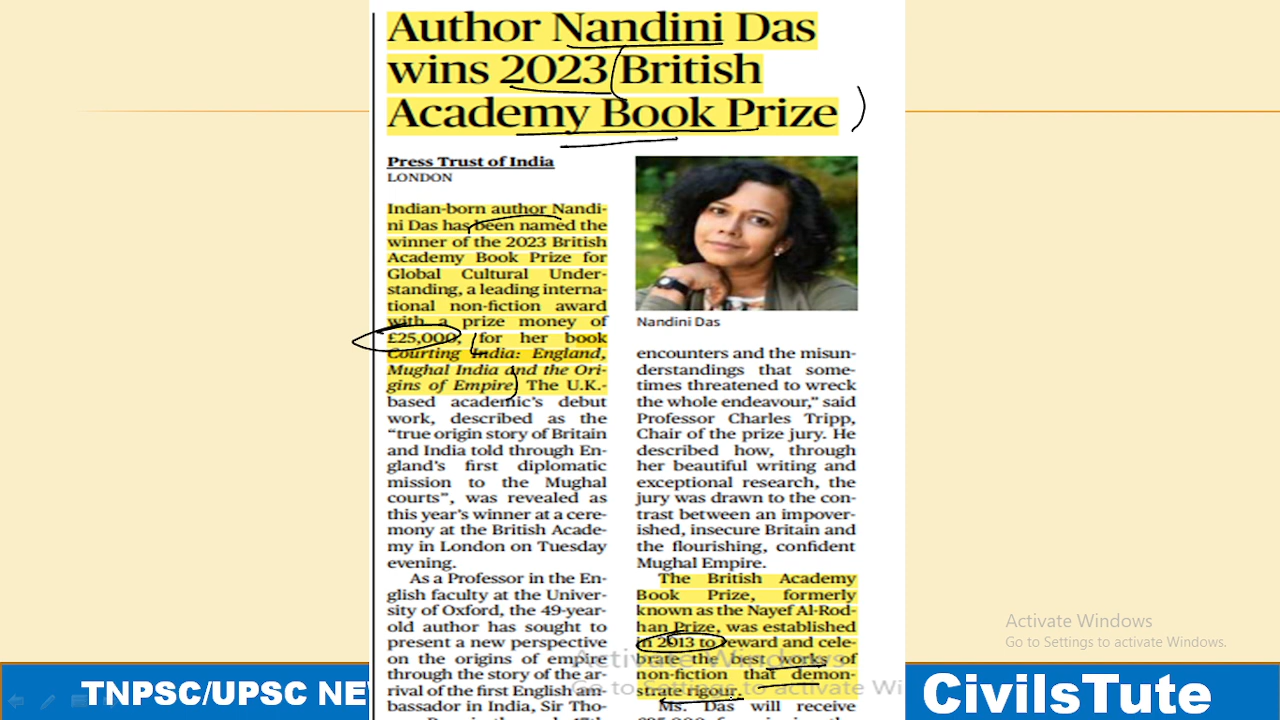 Author Nandini Das
wins 2023 British
Academy Book Prize
Press Trust of India
LONDON
Indian-born author Nandi-
ni Das has been named the
winner of the 2023 British
Academy Book Prize for
Global Cultural Under-
standing, a leading interna-
tional non-fiction award
with a prize money of
£25,000, for her book
Courting India: England,
Mughal India and the Ori-
gins of Empire. The U.K.-
based academic's debut
work, described as the
“true origin story of Britain
and India told through En-
gland's first diplomatic
mission to the Mughal
courts”, was revealed as
this year's winner at a cere-
mony at the British Acade-
my in London on Tuesday
evening.
As a Professor in the En-
glish faculty at the Univer-
sity of Oxford, the 49-year-
old author has sought to
present a new perspective
on the origins of empire
through the story of the ar-
rival of the first English am-
bassador in India, Sir Tho-
Nandini Das
encounters and the misun-
derstandings that some-
times threatened to wreck
the whole endeavour,” said
Professor Charles Tripp,
Chair of the prize jury. He
described how, through
her beautiful writing and
exceptional research, the
jury was drawn to the con-
trast between an impover-
ished, insecure Britain and
the flourishing, confident
Mughal Empire.
The British Academy
Book Prize, formerly
known as the Nayef Al-Rod-
han Prize, was established
in 2013 to reward and cele-
brate the best works of
non-fiction that demon-
strate rigour.
Ms. Das will receive
Activate Windows
Go to Settings to activate Windows.
Activate Windows
Go to Settings to activate Wi
TNPSC/UPSC NE
CivilsTute